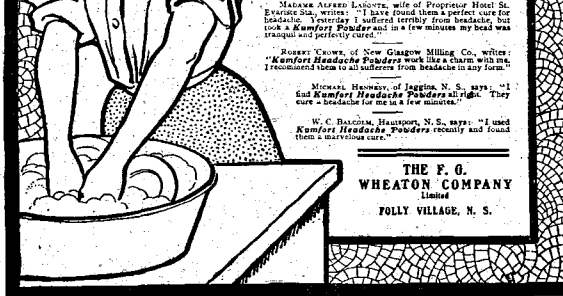 MADAME ALFRED LABONTE, wife of Proprietor Hotel St.
Evariste Sta., writes: "I have found them a perfect cure for
headache. Yesterday I suffered terribly from headache, but
took a Kumfort Powder and in a few minutes my head was
tranquil and perfectly cured."
ROBERT CROWE, of New Glasgow Milling Co., writes:
"Kumfort Headache Powders work like a charm with me.
I recommend them to all sufferers from headache in any form."
MICHAEL HENNESY, of Joggins, N. S., says: "I
find Kumfort Headache Powders all right. They
cure a headache for me in a few minutes."
W. C. BALCOLM, Hantsport, N. S., says: "I used
Kumfort Headache Powders recently and found
them a marvelous cure."
THE F. G.
WHEATON COMPANY
Limited
FOLLY VILLAGE, N. S.